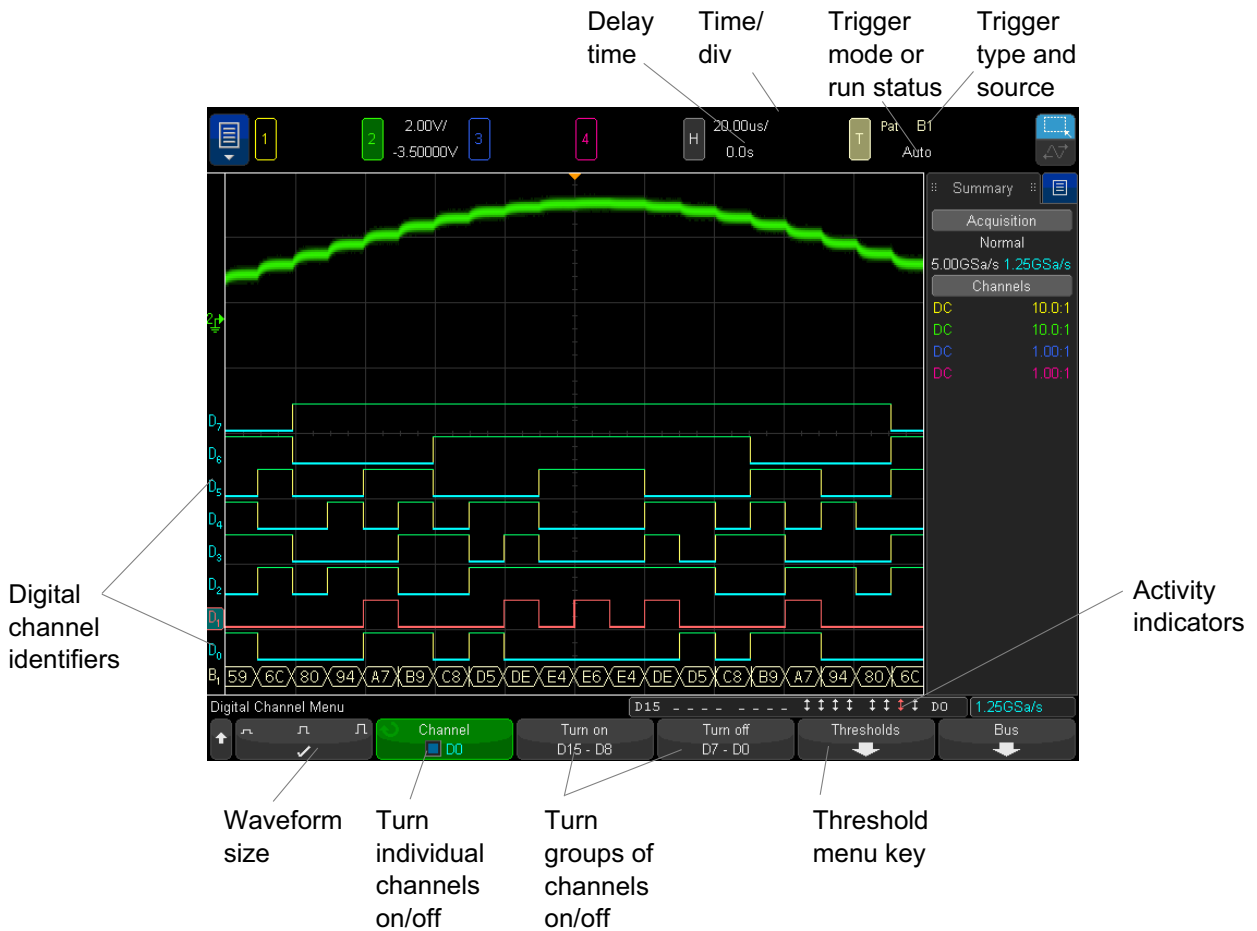 Delay
time
Time/
div
Trigger
mode or
run status
Trigger
type and
source
1
2
2.00V/
-3.50000V
3
4
H
20.00us/
0.0s
T
Pat B1
Auto
Summary
Acquisition
Normal
5.00GSa/s 1.25GSa/s
Channels
DC 10.0:1
DC 10.0:1
DC 1.00:1
DC 1.00:1
2
D7
D6
D5
D4
D3
D2
D1
D0
B1 59 6C 80 94 A7 B9 C8 D5 DE E4 E6 E4 DE D5 C8 B9 A7 94 80 6C
Digital
channel
identifiers
Activity
indicators
Digital Channel Menu
D15 _ _ _ _ _ _ _ _ ↕ ↕ ↕ ↕ ↕ ↕ ↕ ↕ D0
1.25GSa/s
Channel
D0
Turn on
D15 - D8
Turn off
D7 - D0
Thresholds
Bus
Waveform
size
Turn
individual
channels
on/off
Turn
groups of
channels
on/off
Threshold
menu key